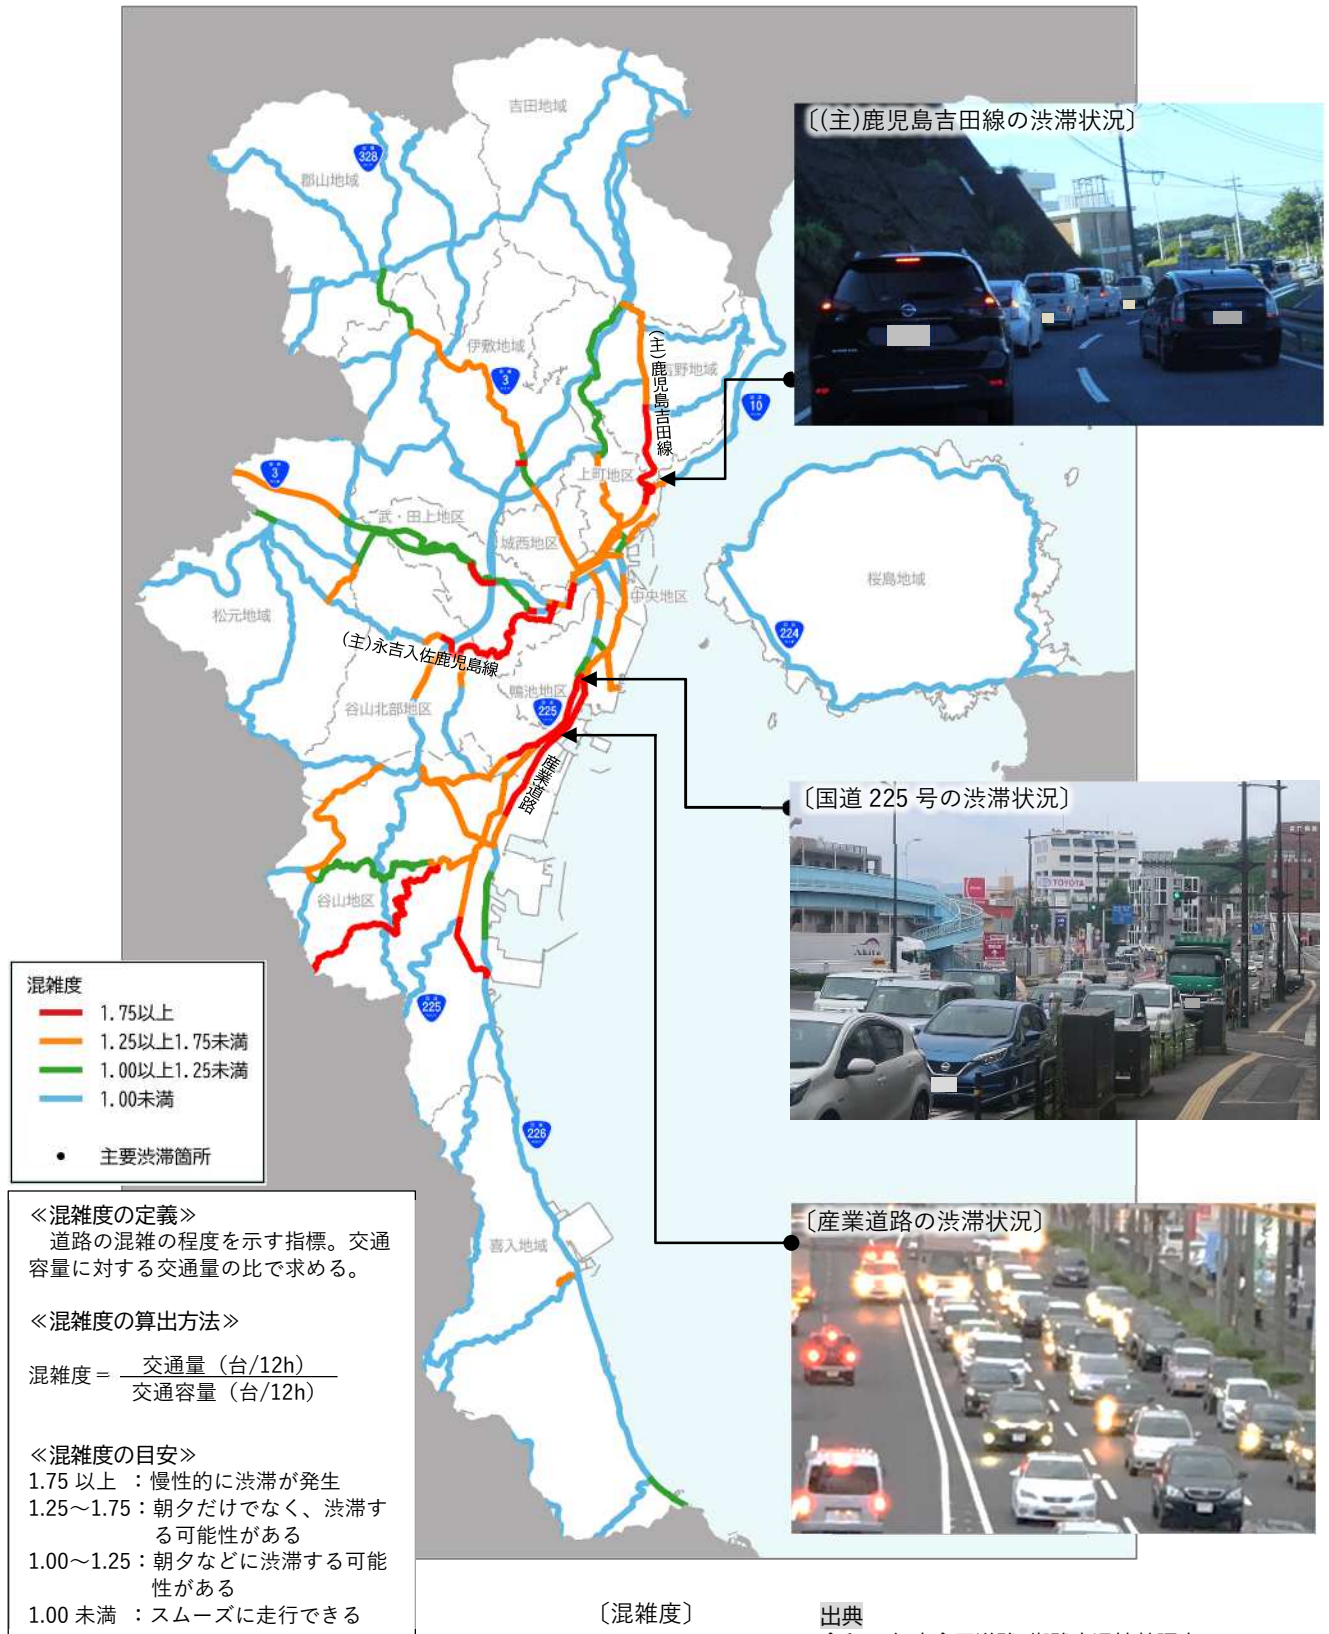 吉田地域
〔(主)鹿児島吉田線の渋滞状況〕
328
郡山地域
伊敷地域
3
(主)鹿児島吉田線
吉野地域
10
上町地区
3
武・田上地区
城西地区
桜島地域
中央地区
松元地域
224
(主)永吉入佐鹿児島線
鴨池地区
225
谷山北部地区
産業道路
〔国道 225 号の渋滞状況〕
TOYOTA
Akita
谷山地区
混雑度
1.75以上
1.25以上1.75未満
1.00以上1.25未満
1.00未満
主要渋滞箇所
225
226
≪混雑度の定義≫
道路の混雑の程度を示す指標。交通
容量に対する交通量の比で求める。
≪混雑度の算出方法≫
混雑度＝ 交通量（台/12h）
交通容量（台/12h）
≪混雑度の目安≫
1.75 以上 ：慢性的に渋滞が発生
1.25～1.75：朝夕だけでなく、渋滞す
る可能性がある
1.00～1.25：朝夕などに渋滞する可能
性がある
1.00 未満 ：スムーズに走行できる
喜入地域
〔産業道路の渋滞状況〕
〔混雑度〕
出典